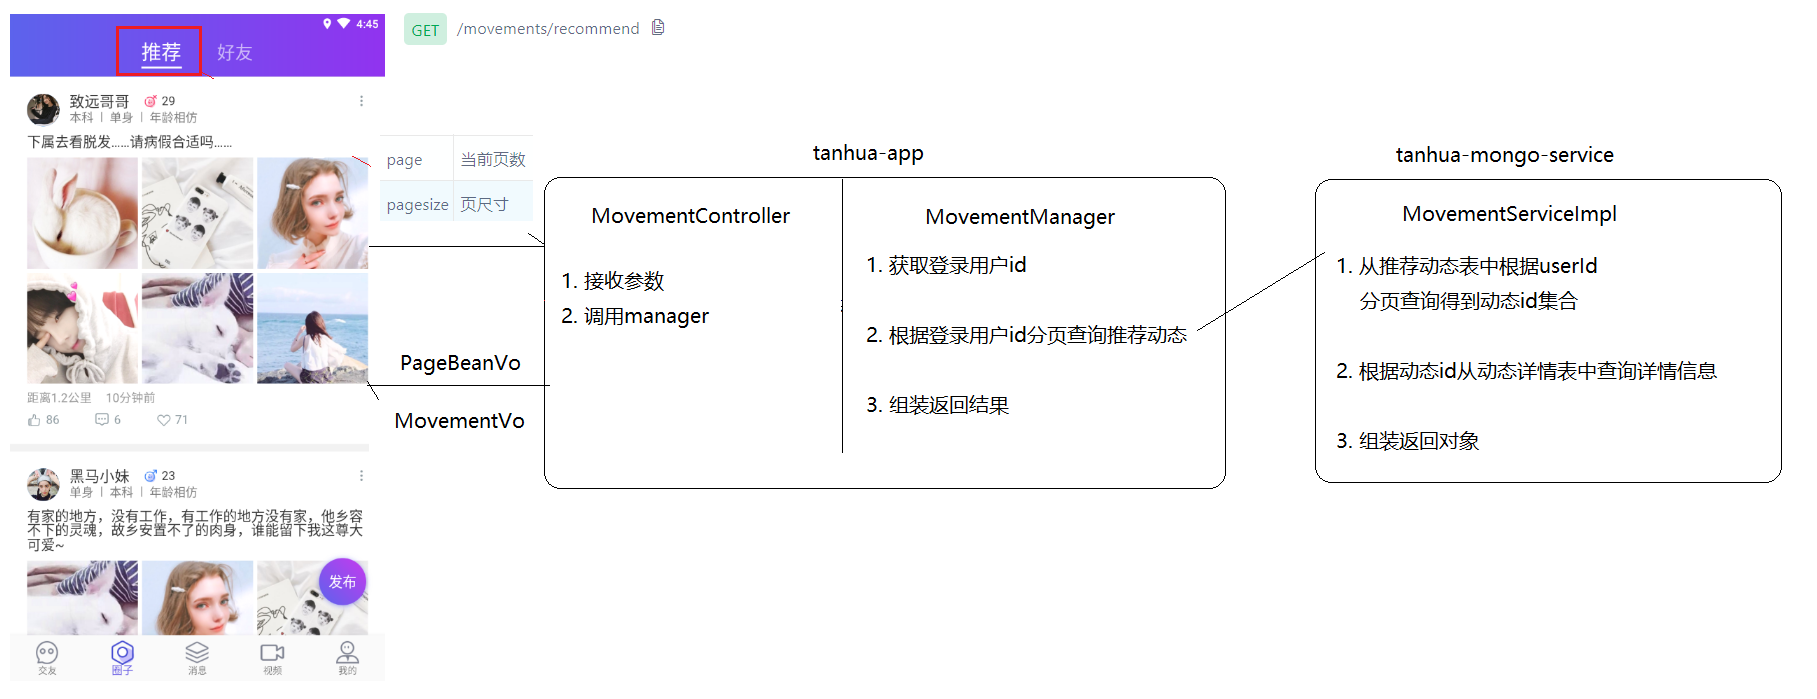 4:45
推荐
好友
致远哥哥 29
本科 | 单身 | 年龄相仿
下属去看脱发……请病假合适吗……
距离1.2公里 10分钟前
86 6 71
黑马小妹 23
单身 | 本科 | 年龄相仿
有家的地方，没有工作，有工作的地方没有家，他乡容
不下的灵魂，故乡安置不了的肉身，谁能留下我这尊大
可爱~
发布
交友 圈子 消息 视频 我的
GET /movements/recommend
page 当前页数
pagesize 页尺寸
PageBeanVo
MovementVo
tanhua-app
MovementController
1. 接收参数
2. 调用manager
MovementManager
1. 获取登录用户id
2. 根据登录用户id分页查询推荐动态
3. 组装返回结果
tanhua-mongo-service
MovementServiceImpl
1. 从推荐动态表中根据userId
分页查询得到动态id集合
2. 根据动态id从动态详情表中查询详情信息
3. 组装返回对象